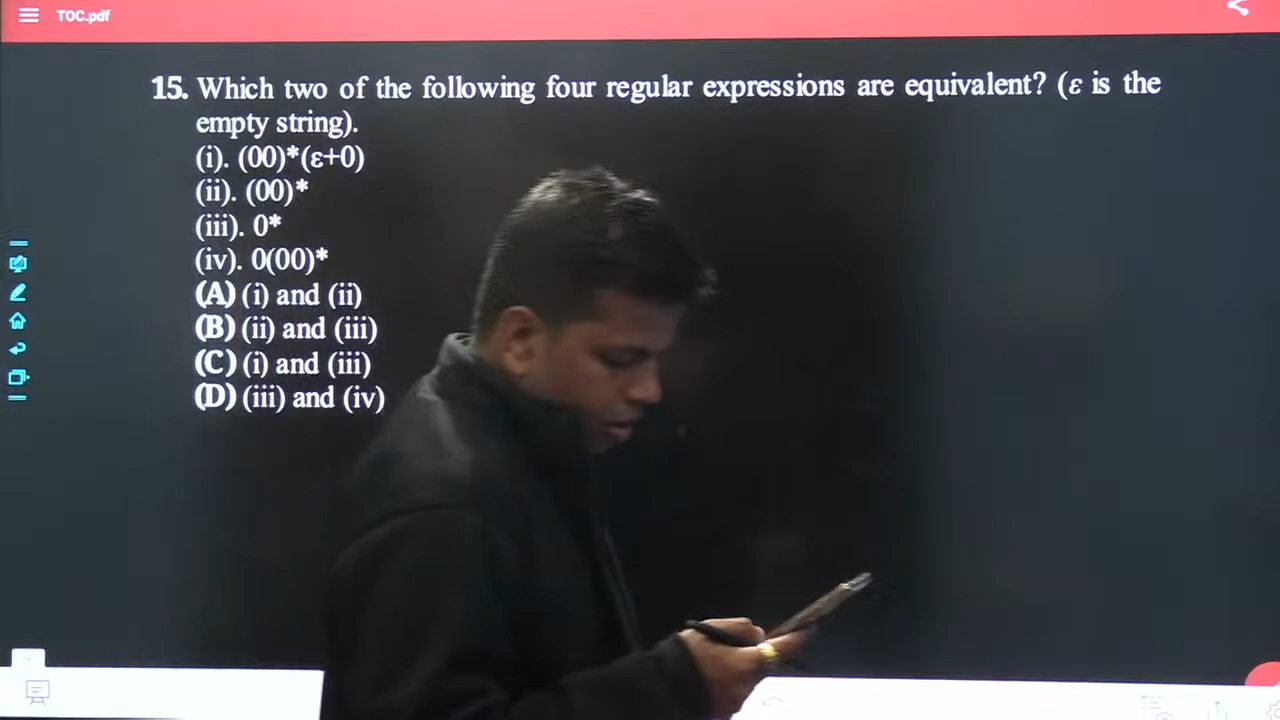 TOC.pdf
15. Which two of the following four regular expressions are equivalent? (ε is the
empty string).
(i). (00)*(ε+0)
(ii). (00)*
(iii). 0*
(iv). 0(00)*
(A) (i) and (ii)
(B) (ii) and (iii)
(C) (i) and (iii)
(D) (iii) and (iv)